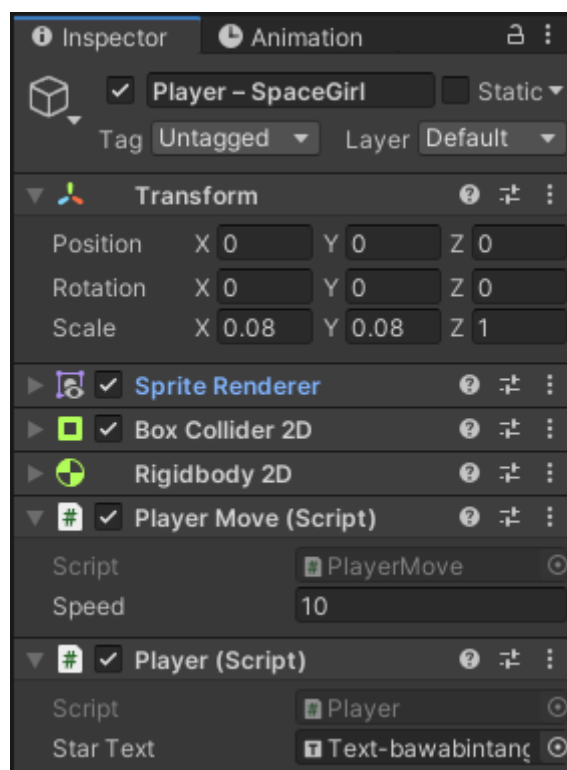 Inspector Animation
Player – SpaceGirl Static
Tag Untagged Layer Default
Transform
Position X 0 Y 0 Z 0
Rotation X 0 Y 0 Z 0
Scale X 0.08 Y 0.08 Z 1
Sprite Renderer
Box Collider 2D
Rigidbody 2D
Player Move (Script)
Script PlayerMove
Speed 10
Player (Script)
Script Player
Star Text Text-bawabintang